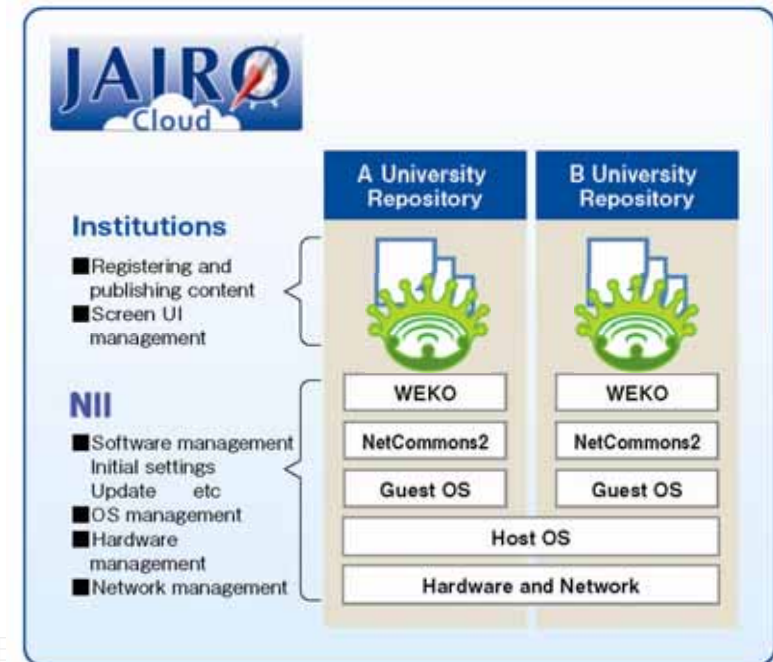 JAIRO
Cloud
A University
Repository
B University
Repository
Institutions
■Registering and
publishing content
■Screen UI
management
NII
■Software management
Initial settings
Update etc
■OS management
■Hardware
management
■Network management
WEKO
WEKO
NetCommons2
NetCommons2
Guest OS
Guest OS
Host OS
Hardware and Network